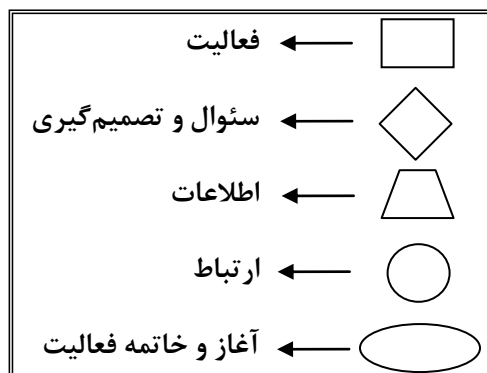 فعالیت
سئوال و تصمیم‌گیری
اطلاعات
ارتباط
آغاز و خاتمه فعالیت